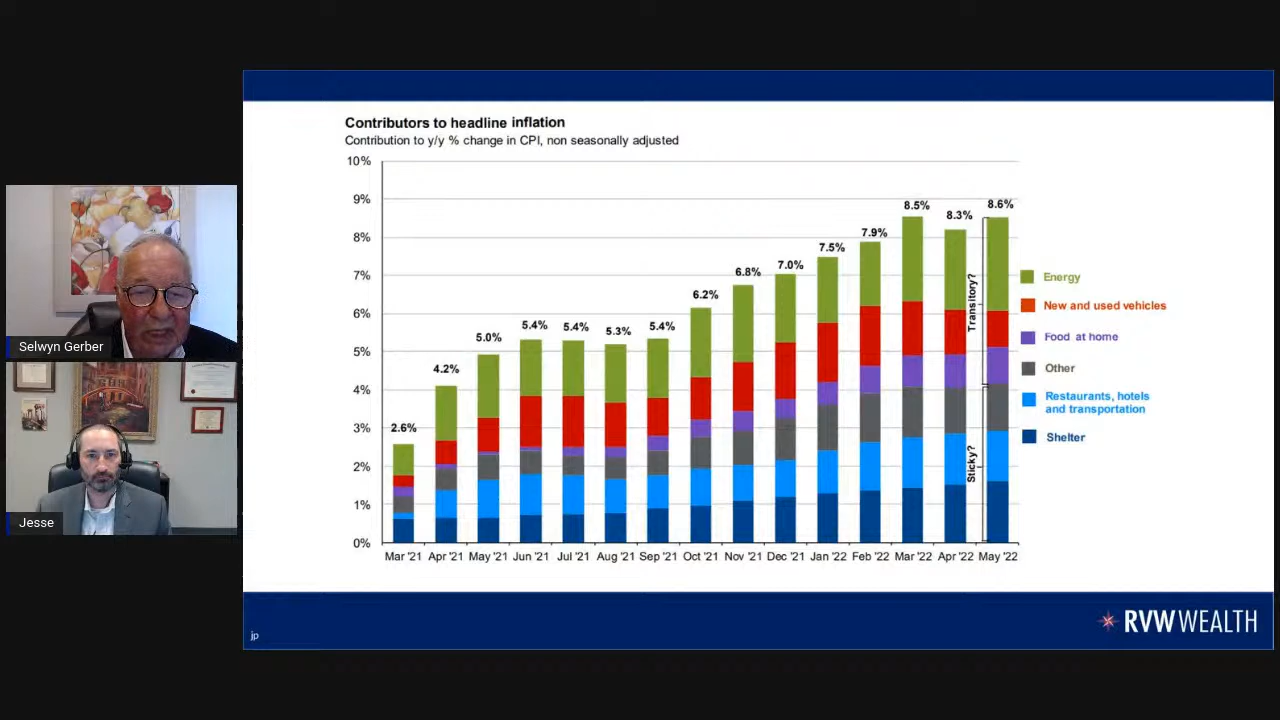 Selwyn Gerber
Jesse
Contributors to headline inflation
Contribution to y/y % change in CPI, non seasonally adjusted
10%
9%
8%
7%
6%
5%
4%
3%
2%
1%
0%
2.6%
4.2%
5.0%
5.4%
5.4%
5.3%
5.4%
6.2%
6.8%
7.0%
7.5%
7.9%
8.5%
8.3%
8.6%
Transitory?
Sticky?
Mar '21 Apr '21 May '21 Jun '21 Jul '21 Aug '21 Sep '21 Oct '21 Nov '21 Dec '21 Jan '22 Feb '22 Mar '22 Apr '22 May '22
Energy
New and used vehicles
Food at home
Other
Restaurants, hotels
and transportation
Shelter
jp
RVW WEALTH